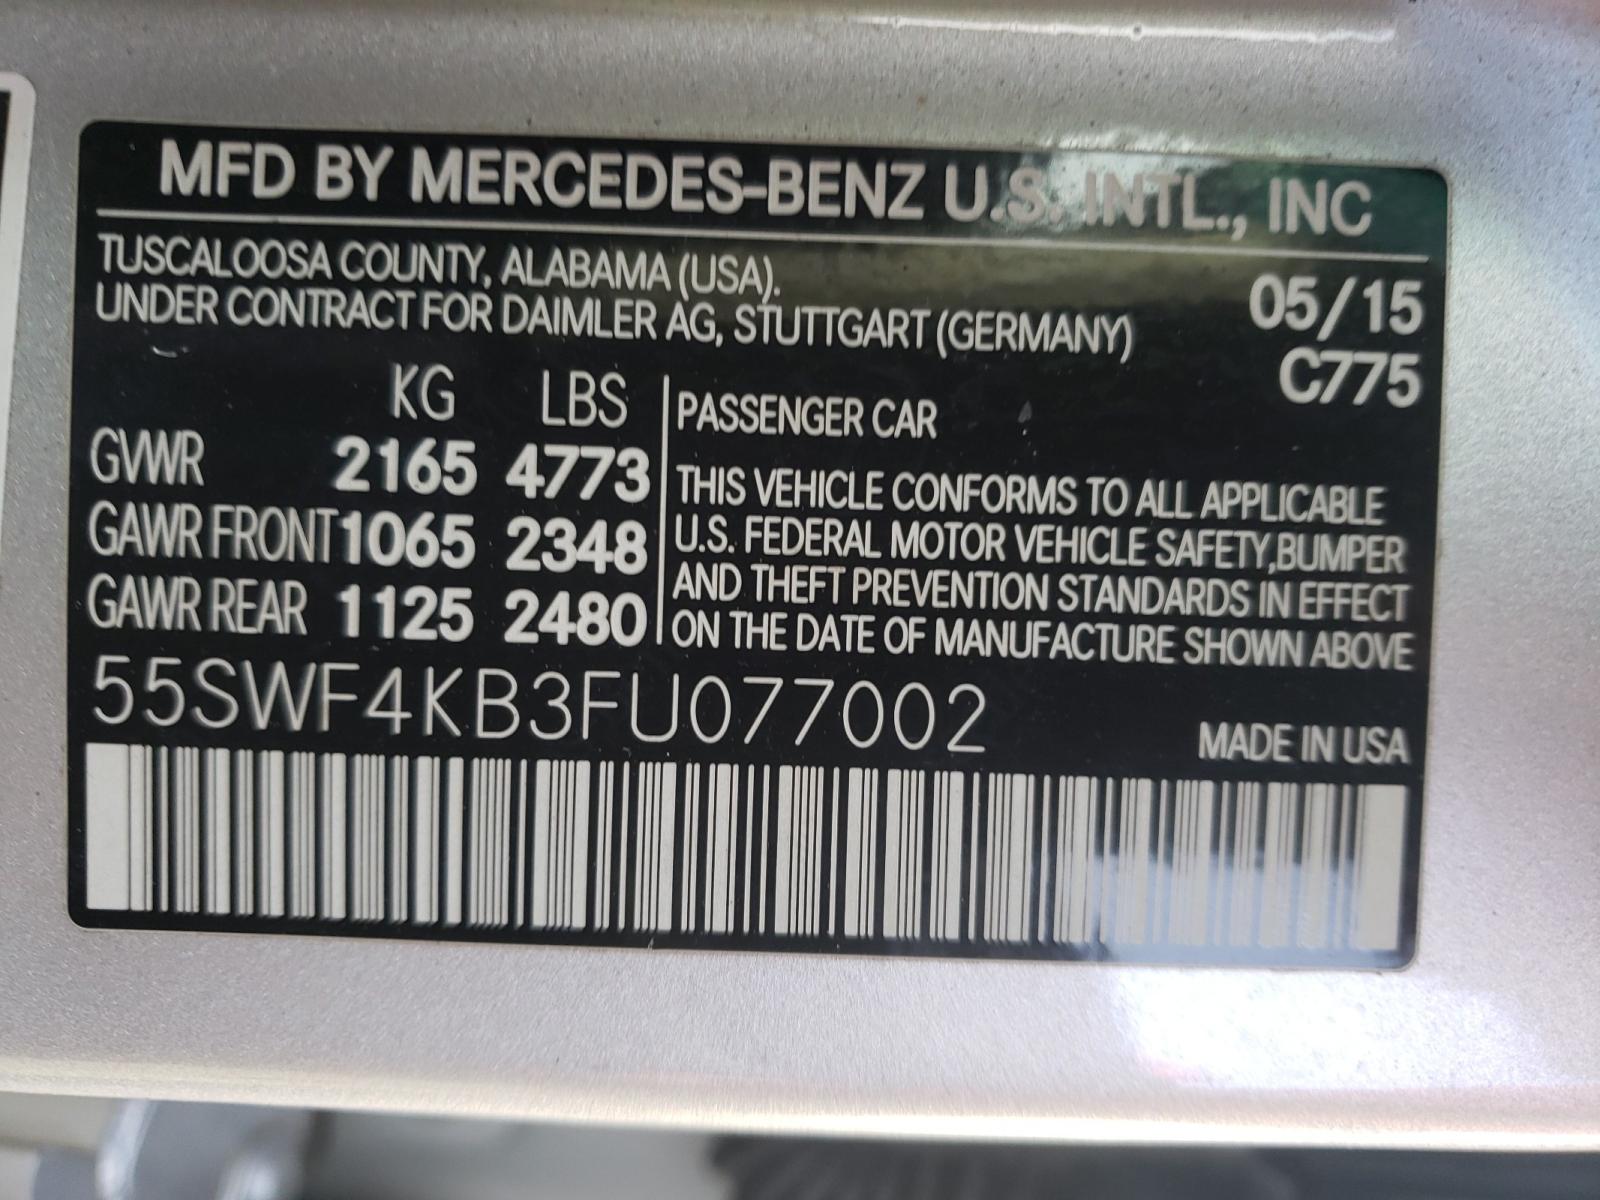 MFD BY MERCEDES-BENZ U.S. INTL., INC
TUSCALOOSA COUNTY, ALABAMA (USA).
UNDER CONTRACT FOR DAIMLER AG, STUTTGART (GERMANY)
05/15
C775
KG LBS
GVWR 2165 4773
GAWR FRONT 1065 2348
GAWR REAR 1125 2480
PASSENGER CAR
THIS VEHICLE CONFORMS TO ALL APPLICABLE
U.S. FEDERAL MOTOR VEHICLE SAFETY,BUMPER
AND THEFT PREVENTION STANDARDS IN EFFECT
ON THE DATE OF MANUFACTURE SHOWN ABOVE
55SWF4KB3FU077002
MADE IN USA